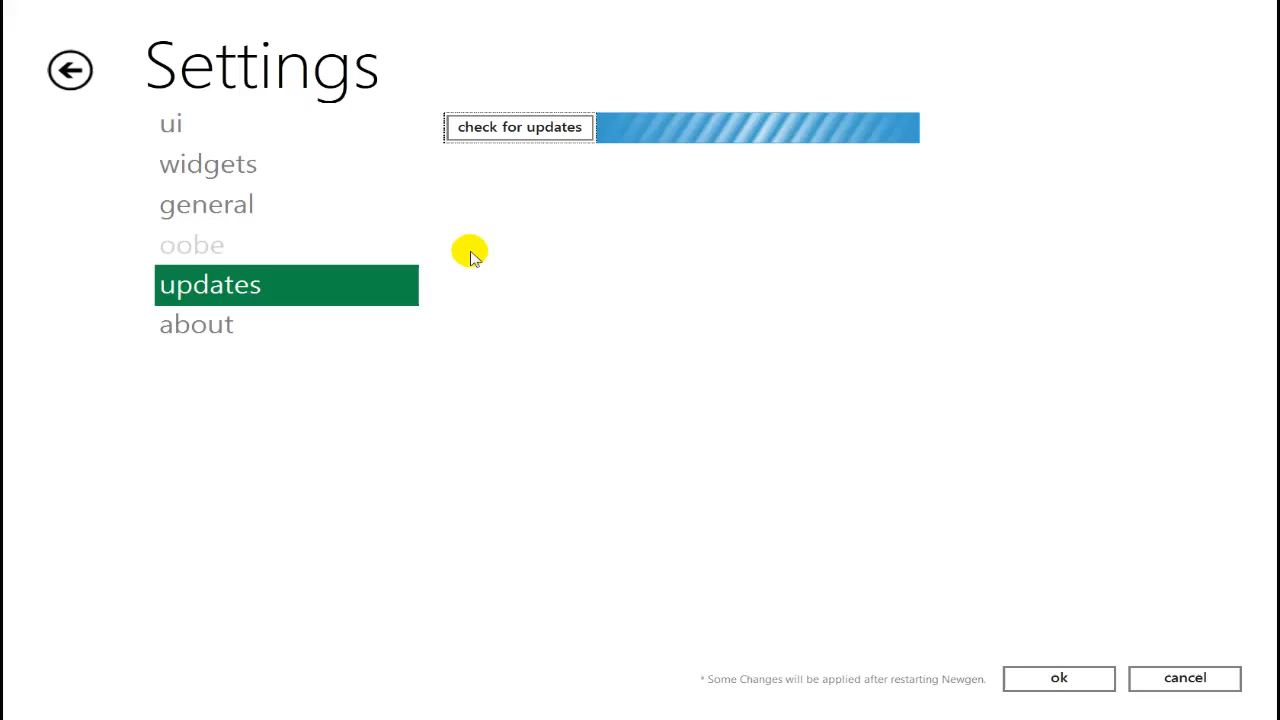 Settings
ui
widgets
general
oobe
updates
about
check for updates
* Some Changes will be applied after restarting Newgen.
ok
cancel